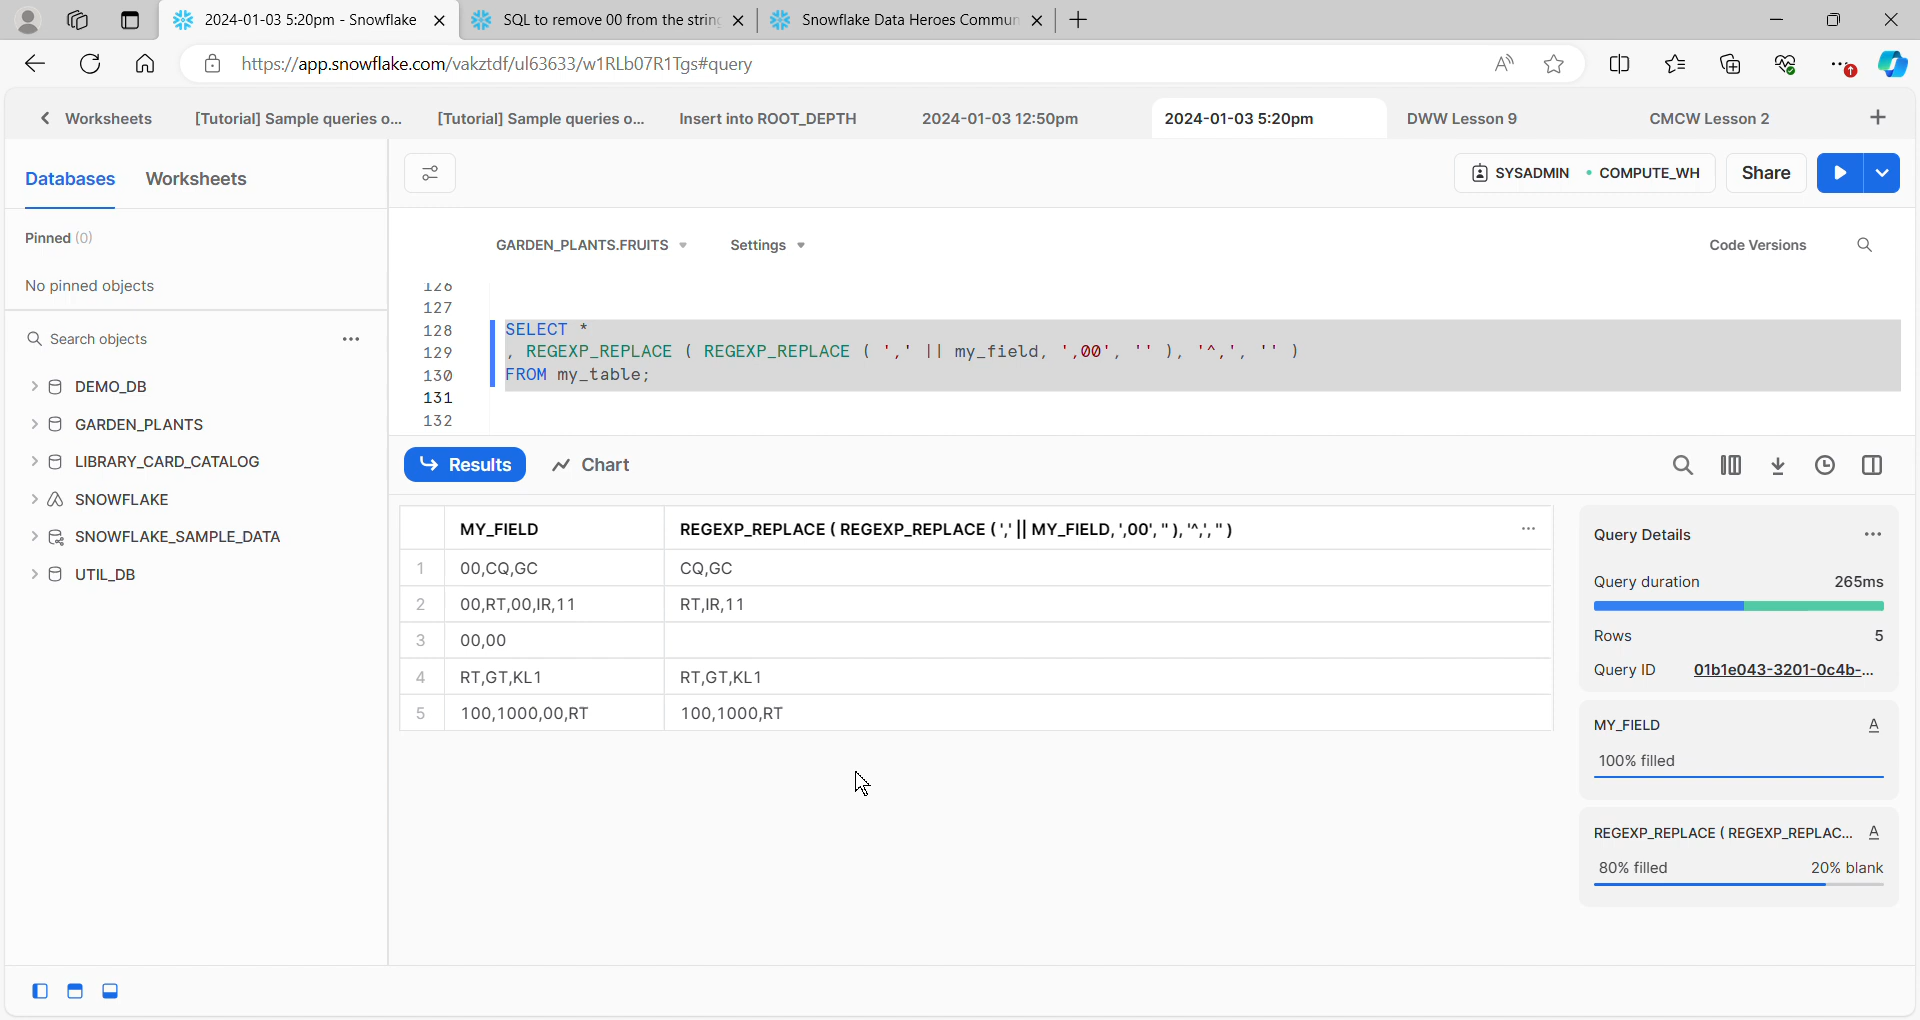 2024-01-03 5:20pm - Snowflake
SQL to remove 00 from the string
Snowflake Data Heroes Commun
https://app.snowflake.com/vakztdf/ul63633/w1RLb07R1Tgs#query
Worksheets
[Tutorial] Sample queries o...
[Tutorial] Sample queries o...
Insert into ROOT_DEPTH
2024-01-03 12:50pm
2024-01-03 5:20pm
DWW Lesson 9
CMCW Lesson 2
Databases
Worksheets
SYSADMIN
COMPUTE_WH
Share
Pinned (0)
No pinned objects
GARDEN_PLANTS.FRUITS
Settings
Code Versions
Search objects
DEMO_DB
GARDEN_PLANTS
LIBRARY_CARD_CATALOG
SNOWFLAKE
SNOWFLAKE_SAMPLE_DATA
UTIL_DB
126
127
128 SELECT *
129 , REGEXP_REPLACE ( REGEXP_REPLACE ( ',' || my_field, ',00', '' ), '^,', '' )
130 FROM my_table;
131
132
Results
Chart
MY_FIELD REGEXP_REPLACE ( REGEXP_REPLACE ( ',' || MY_FIELD, ',00', '' ), '^,', '' ) ...
1 00,CQ,GC CQ,GC
2 00,RT,00,IR,11 RT,IR,11
3 00,00
4 RT,GT,KL1 RT,GT,KL1
5 100,1000,00,RT 100,1000,RT
Query Details
Query duration 265ms
Rows 5
Query ID 01b1e043-3201-0c4b-...
MY_FIELD A
100% filled
REGEXP_REPLACE ( REGEXP_REPLAC... A
80% filled 20% blank